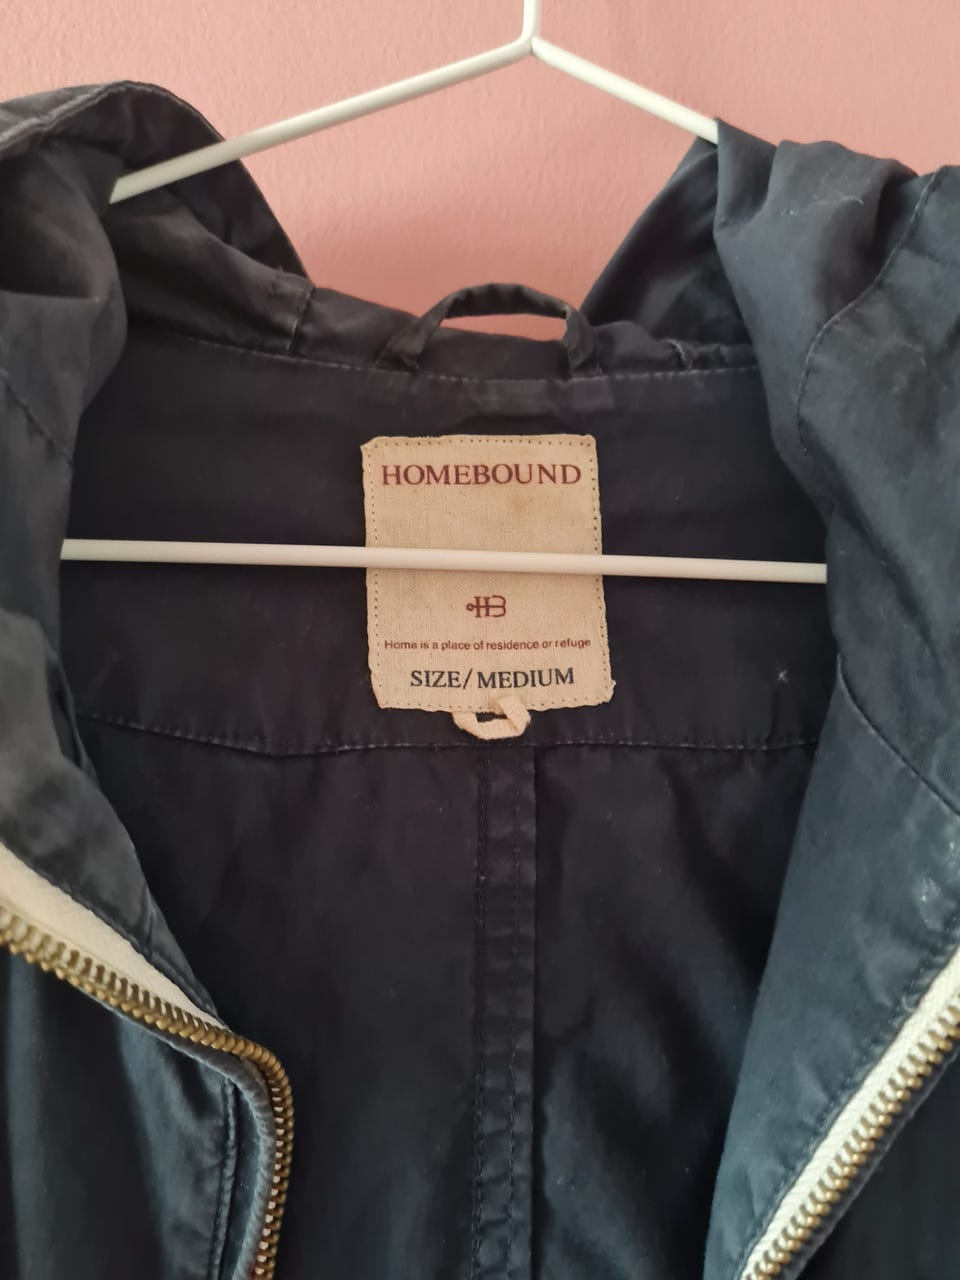 HOMEBOUND
HB
Home is a place of residence or refuge
SIZE/MEDIUM